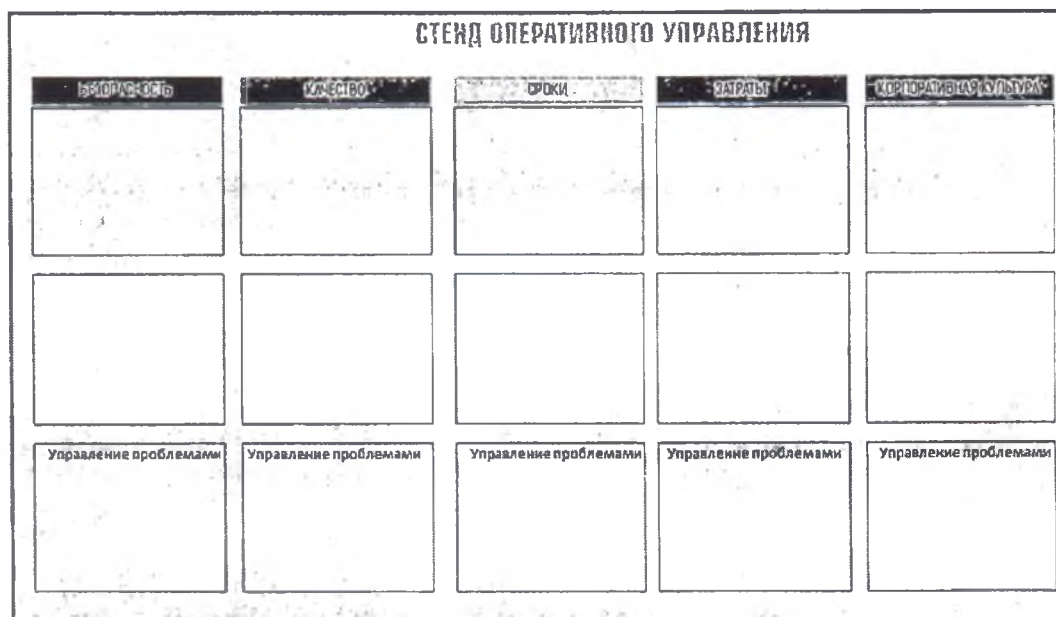 СТЕНД ОПЕРАТИВНОГО УПРАВЛЕНИЯ
БЕЗОПАСНОСТЬ КАЧЕСТВО СРОКИ ЗАТРАТЫ КОРПОРАТИВНАЯ КУЛЬТУРА
Управление проблемами Управление проблемами Управление проблемами Управление проблемами Управление проблемами